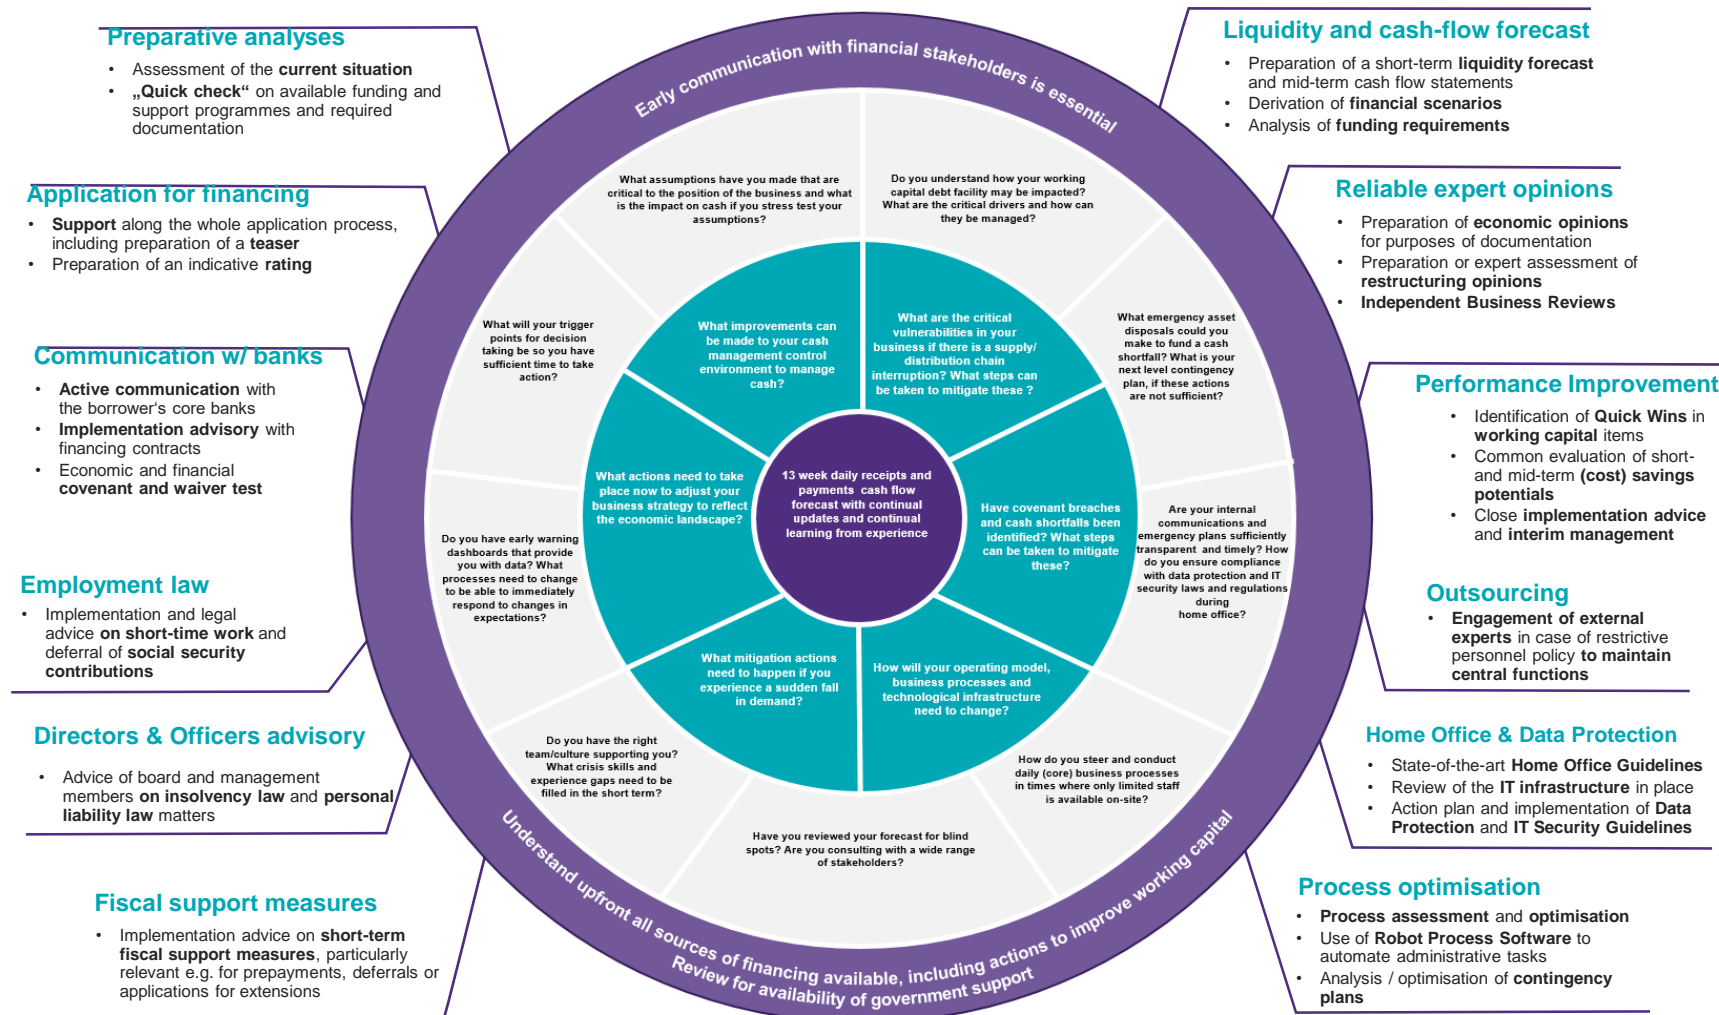 Preparative analyses
• Assessment of the current situation
• „Quick check“ on available funding and
support programmes and required
documentation
Application for financing
• Support along the whole application process,
including preparation of a teaser
• Preparation of an indicative rating
Communication w/ banks
• Active communication with
the borrower‘s core banks
• Implementation advisory with
financing contracts
• Economic and financial
covenant and waiver test
Employment law
• Implementation and legal
advice on short-time work and
deferral of social security
contributions
Directors & Officers advisory
• Advice of board and management
members on insolvency law and personal
liability law matters
Fiscal support measures
• Implementation advice on short-term
fiscal support measures, particularly
relevant e.g. for prepayments, deferrals or
applications for extensions
Early communication with financial stakeholders is essential
What assumptions have you made that are
critical to the position of the business and what
is the impact on cash if you stress test your
assumptions?
Do you understand how your working
capital debt facility may be impacted?
What are the critical drivers and how can
they be managed?
What will your trigger
points for decision
taking be so you have
sufficient time to take
action?
What emergency asset
disposals could you
make to fund a cash
shortfall? What is your
next level contingency
plan, if these actions
are not sufficient?
What improvements can
be made to your cash
management control
environment to manage
cash?
What are the critical
vulnerabilities in your
business if there is a supply/
distribution chain
interruption? What steps can
be taken to mitigate these ?
What actions need to take
place now to adjust your
business strategy to reflect
the economic landscape?
13 week daily receipts and
payments cash flow
forecast with continual
updates and continual
learning from experience
Have covenant breaches
and cash shortfalls been
identified? What steps
can be taken to mitigate
these?
Do you have early warning
dashboards that provide
you with data? What
processes need to change
to be able to immediately
respond to changes in
expectations?
Are your internal
communications and
emergency plans sufficiently
transparent and timely? How
do you ensure compliance
with data protection and IT
security laws and regulations
during
home office?
What mitigation actions
need to happen if you
experience a sudden fall
in demand?
How will your operating model,
business processes and
technological infrastructure
need to change?
Do you have the right
team/culture supporting you?
What crisis skills and
experience gaps need to be
filled in the short term?
How do you steer and conduct
daily (core) business processes
in times where only limited staff
is available on-site?
Have you reviewed your forecast for blind
spots? Are you consulting with a wide range
of stakeholders?
Understand upfront all sources of financing available, including actions to improve working capital
Review for availability of government support
Liquidity and cash-flow forecast
• Preparation of a short-term liquidity forecast
and mid-term cash flow statements
• Derivation of financial scenarios
• Analysis of funding requirements
Reliable expert opinions
• Preparation of economic opinions
for purposes of documentation
• Preparation or expert assessment of
restructuring opinions
• Independent Business Reviews
Performance Improvement
• Identification of Quick Wins in
working capital items
• Common evaluation of short-
and mid-term (cost) savings
potentials
• Close implementation advice
and interim management
Outsourcing
• Engagement of external
experts in case of restrictive
personnel policy to maintain
central functions
Home Office & Data Protection
• State-of-the-art Home Office Guidelines
• Review of the IT infrastructure in place
• Action plan and implementation of Data
Protection and IT Security Guidelines
Process optimisation
• Process assessment and optimisation
• Use of Robot Process Software to
automate administrative tasks
• Analysis / optimisation of contingency
plans